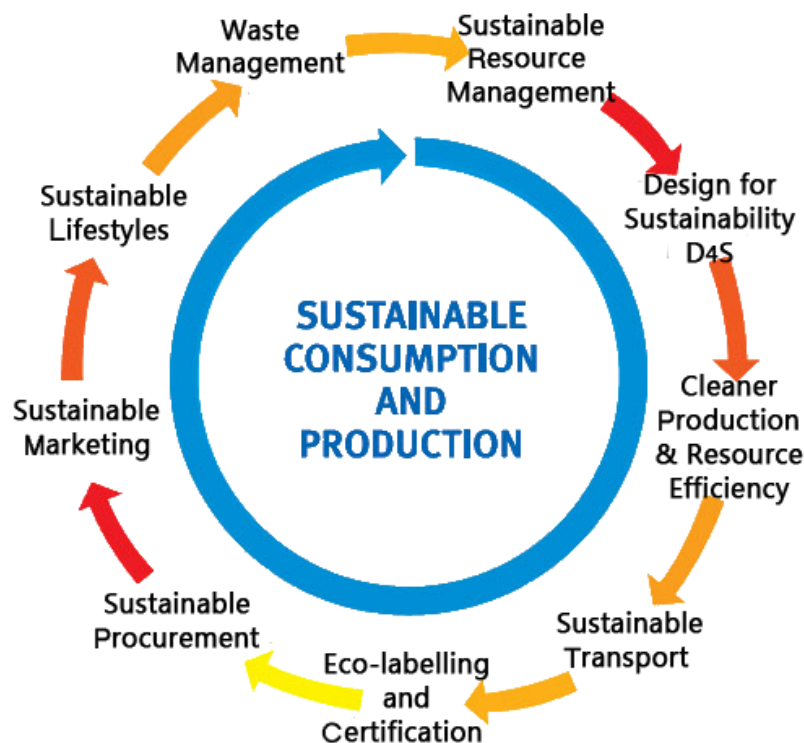 Waste
Management
Sustainable
Resource
Management
Design for
Sustainability
D4S
Cleaner
Production
& Resource
Efficiency
Sustainable
Transport
Eco-labelling
and
Certification
Sustainable
Procurement
Sustainable
Marketing
Sustainable
Lifestyles
SUSTAINABLE
CONSUMPTION
AND
PRODUCTION